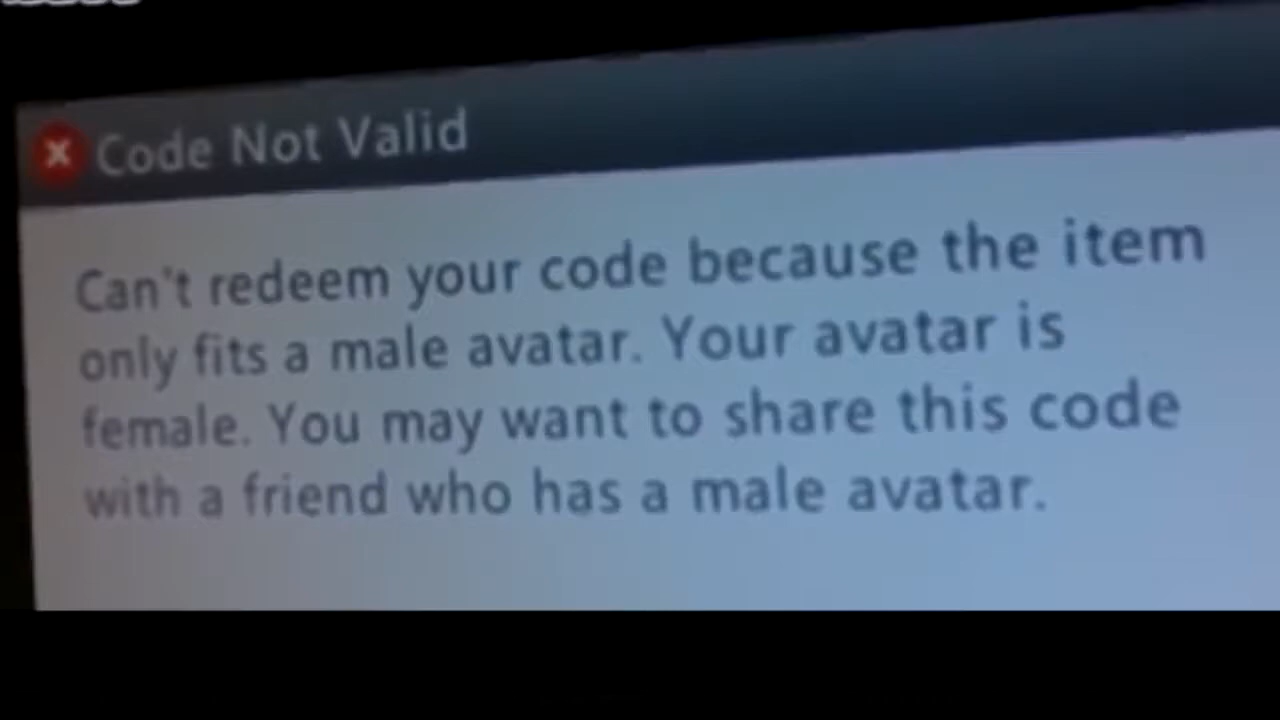 Code Not Valid
Can't redeem your code because the item
only fits a male avatar. Your avatar is
female. You may want to share this code
with a friend who has a male avatar.